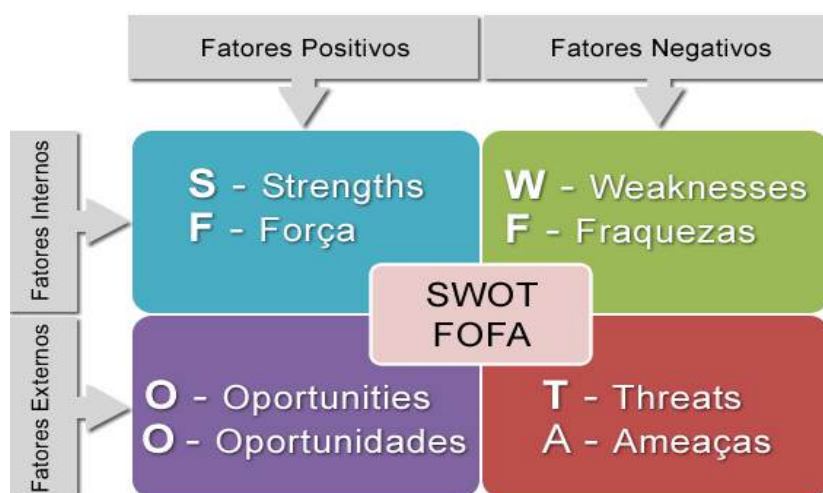 Fatores Positivos
Fatores Negativos
Fatores Internos
S - Strengths
F - Força
W - Weaknesses
F - Fraquezas
SWOT
FOFA
Fatores Externos
O - Oportunities
O - Oportunidades
T - Threats
A - Ameaças